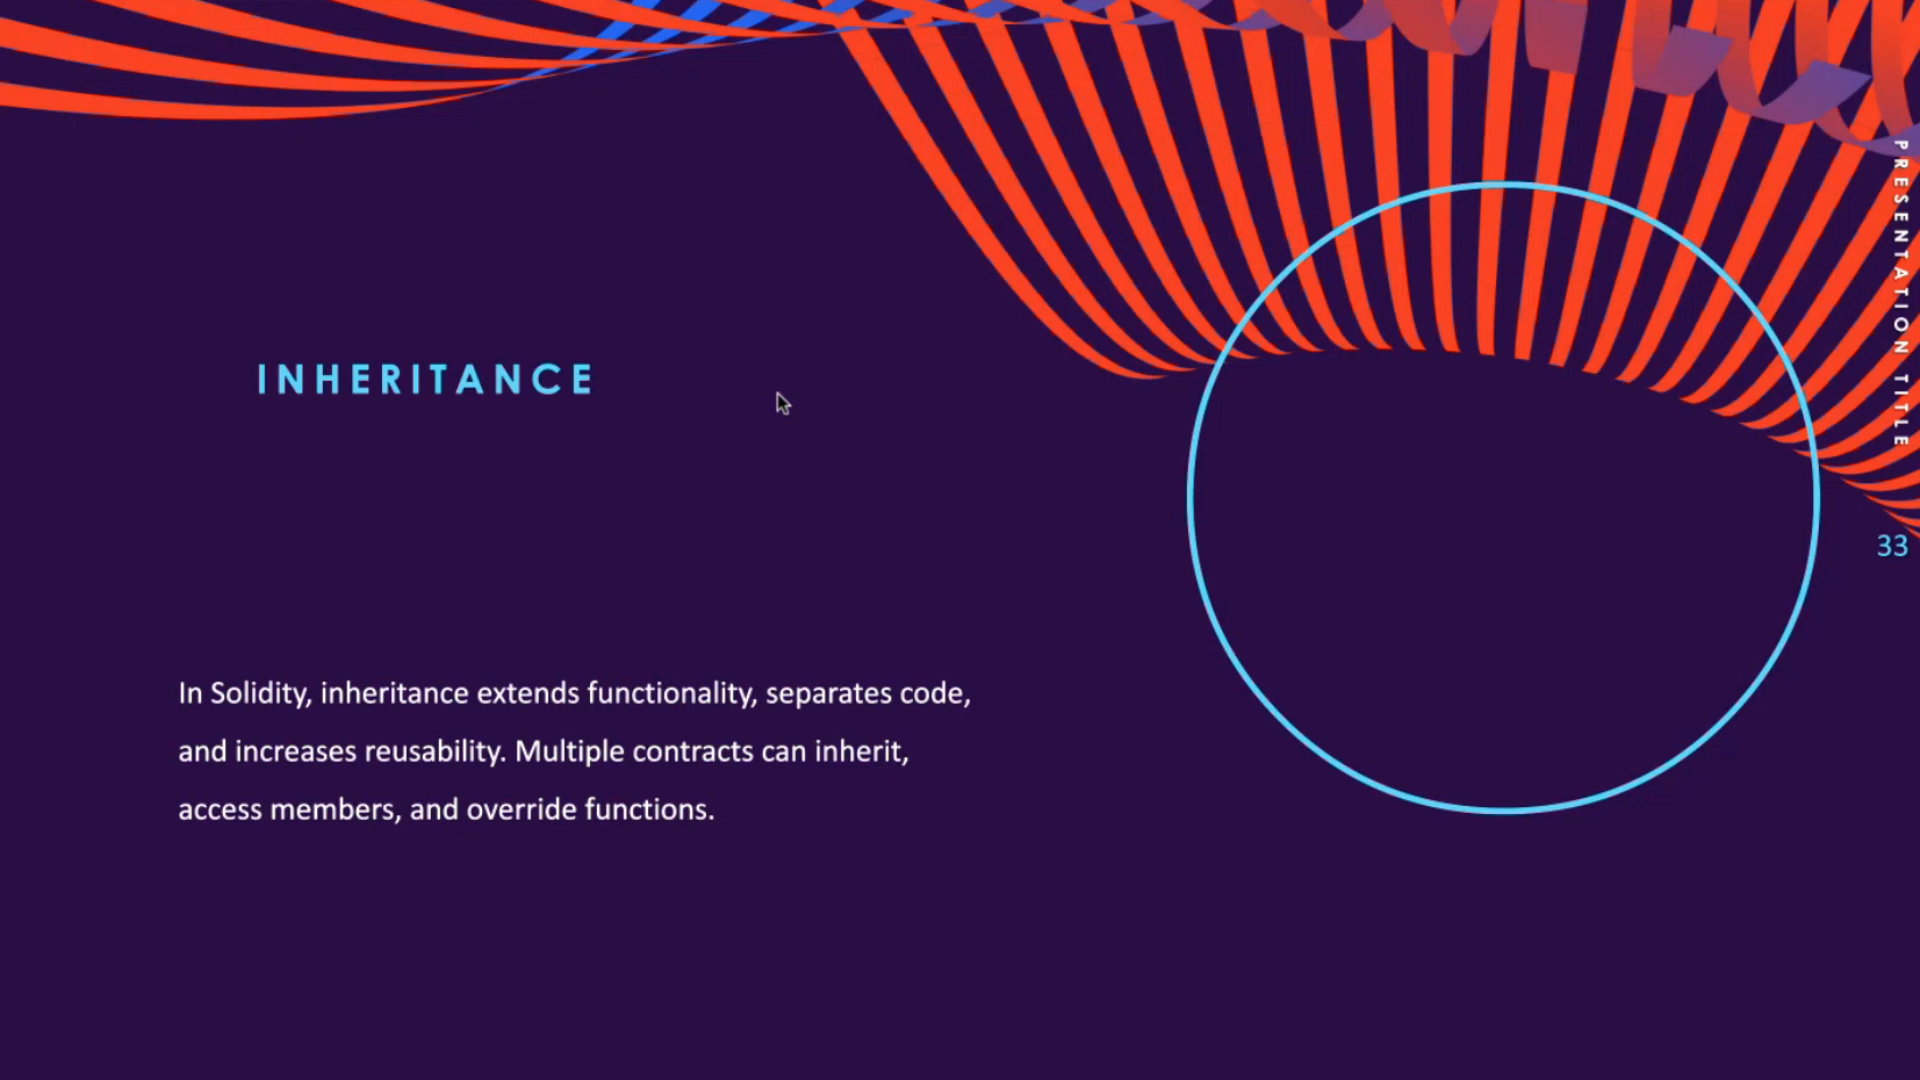 PRESENTATION TITLE
INHERITANCE
33
In Solidity, inheritance extends functionality, separates code,
and increases reusability. Multiple contracts can inherit,
access members, and override functions.